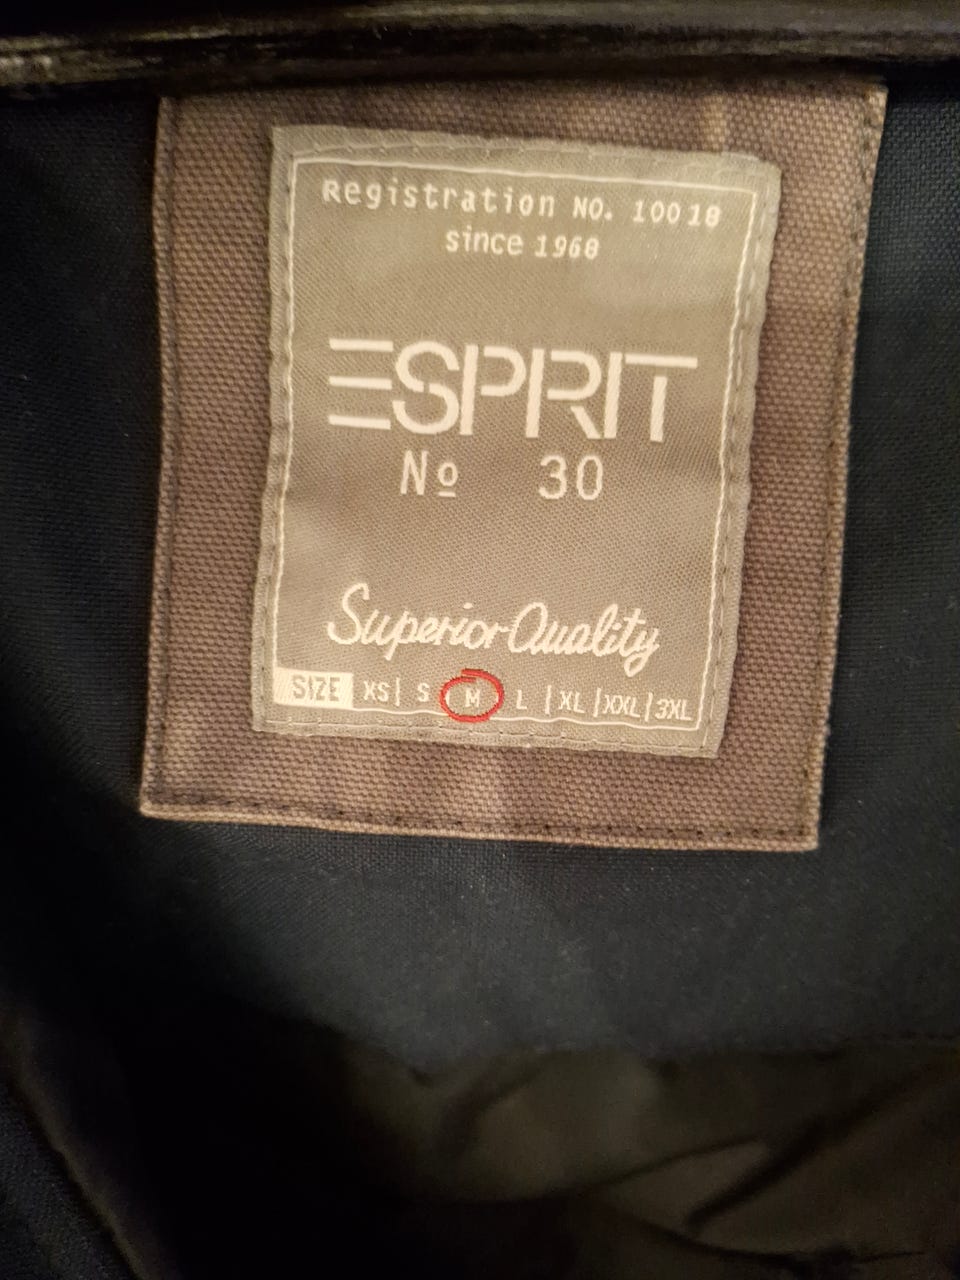 Registration NO. 10018
since 1968
ESPRIT
Nº 30
Superior Quality
SIZE XS| S M L |XL|XXL|3XL